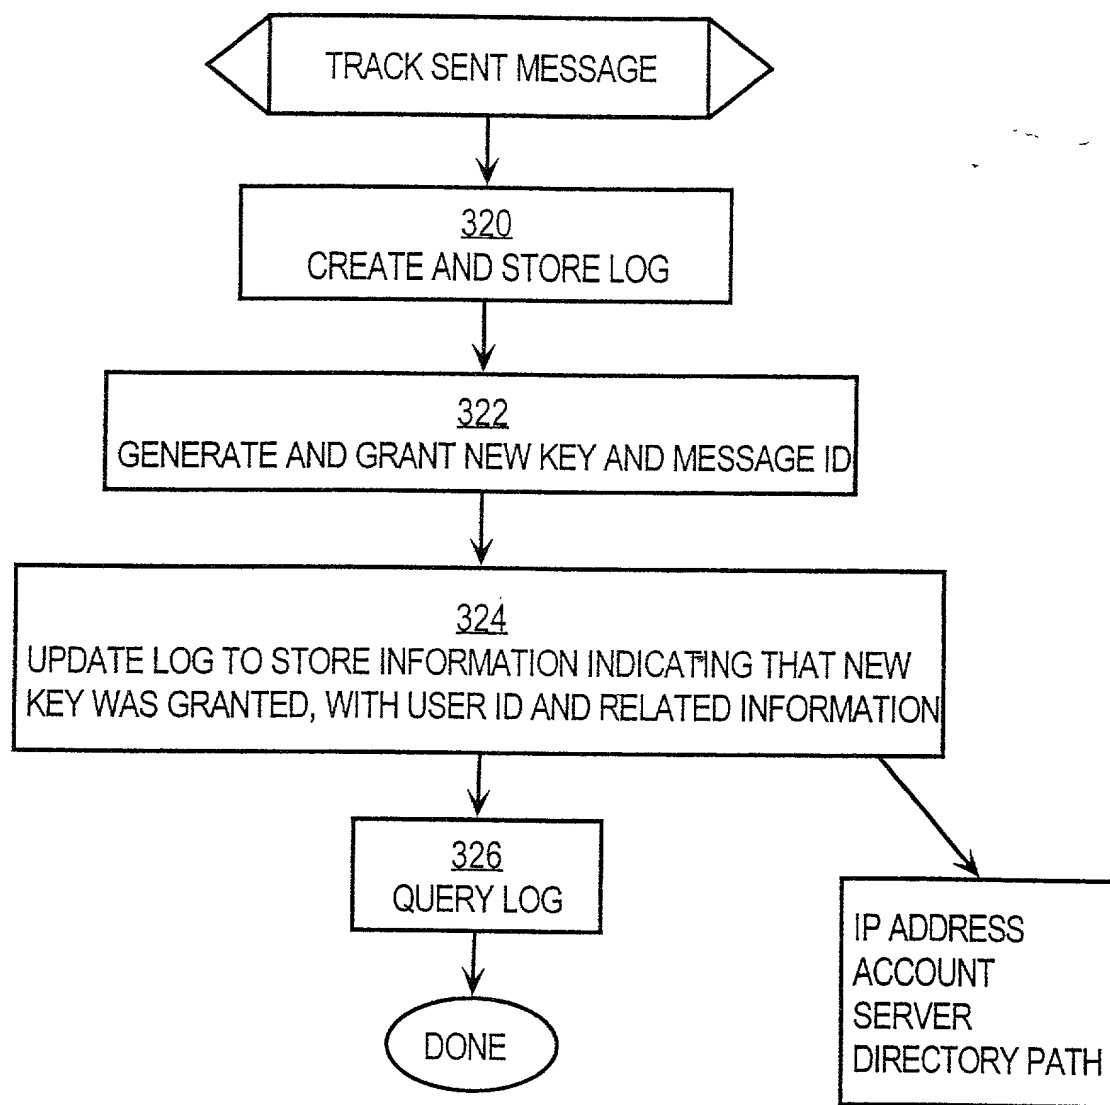 TRACK SENT MESSAGE
320
CREATE AND STORE LOG
322
GENERATE AND GRANT NEW KEY AND MESSAGE ID
324
UPDATE LOG TO STORE INFORMATION INDICATING THAT NEW
KEY WAS GRANTED, WITH USER ID AND RELATED INFORMATION
326
QUERY LOG
IP ADDRESS
ACCOUNT
SERVER
DIRECTORY PATH
DONE